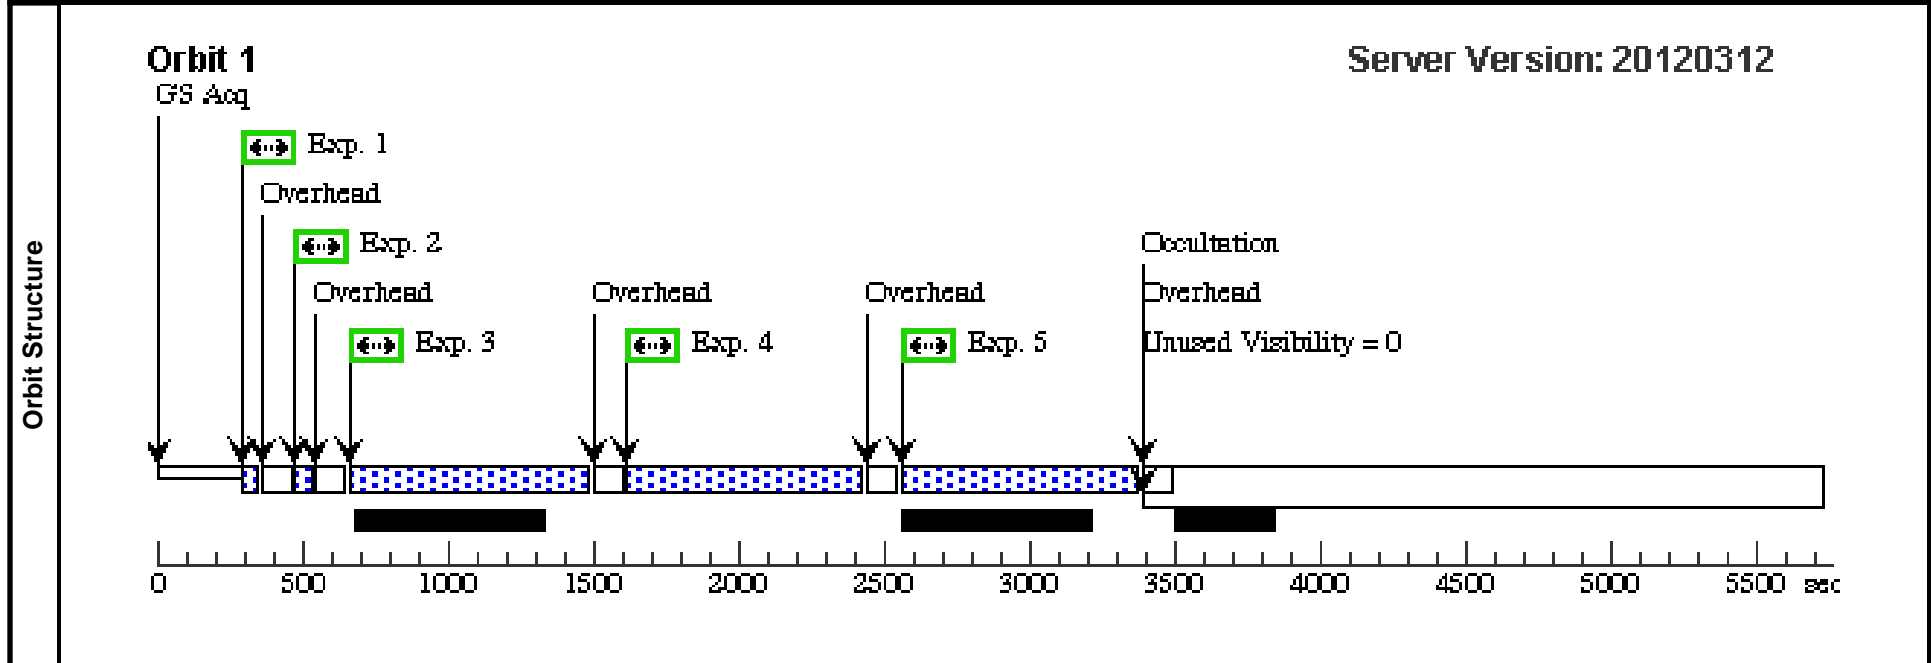 Orbit Structure
Orbit 1
Server Version: 20120312
GS Acq
Exp. 1
Overhead
Exp. 2
Occultation
Overhead
Overhead
Overhead
Overhead
Exp. 3
Exp. 4
Exp. 5
Unused Visibility = 0
0 500 1000 1500 2000 2500 3000 3500 4000 4500 5000 5500 sec